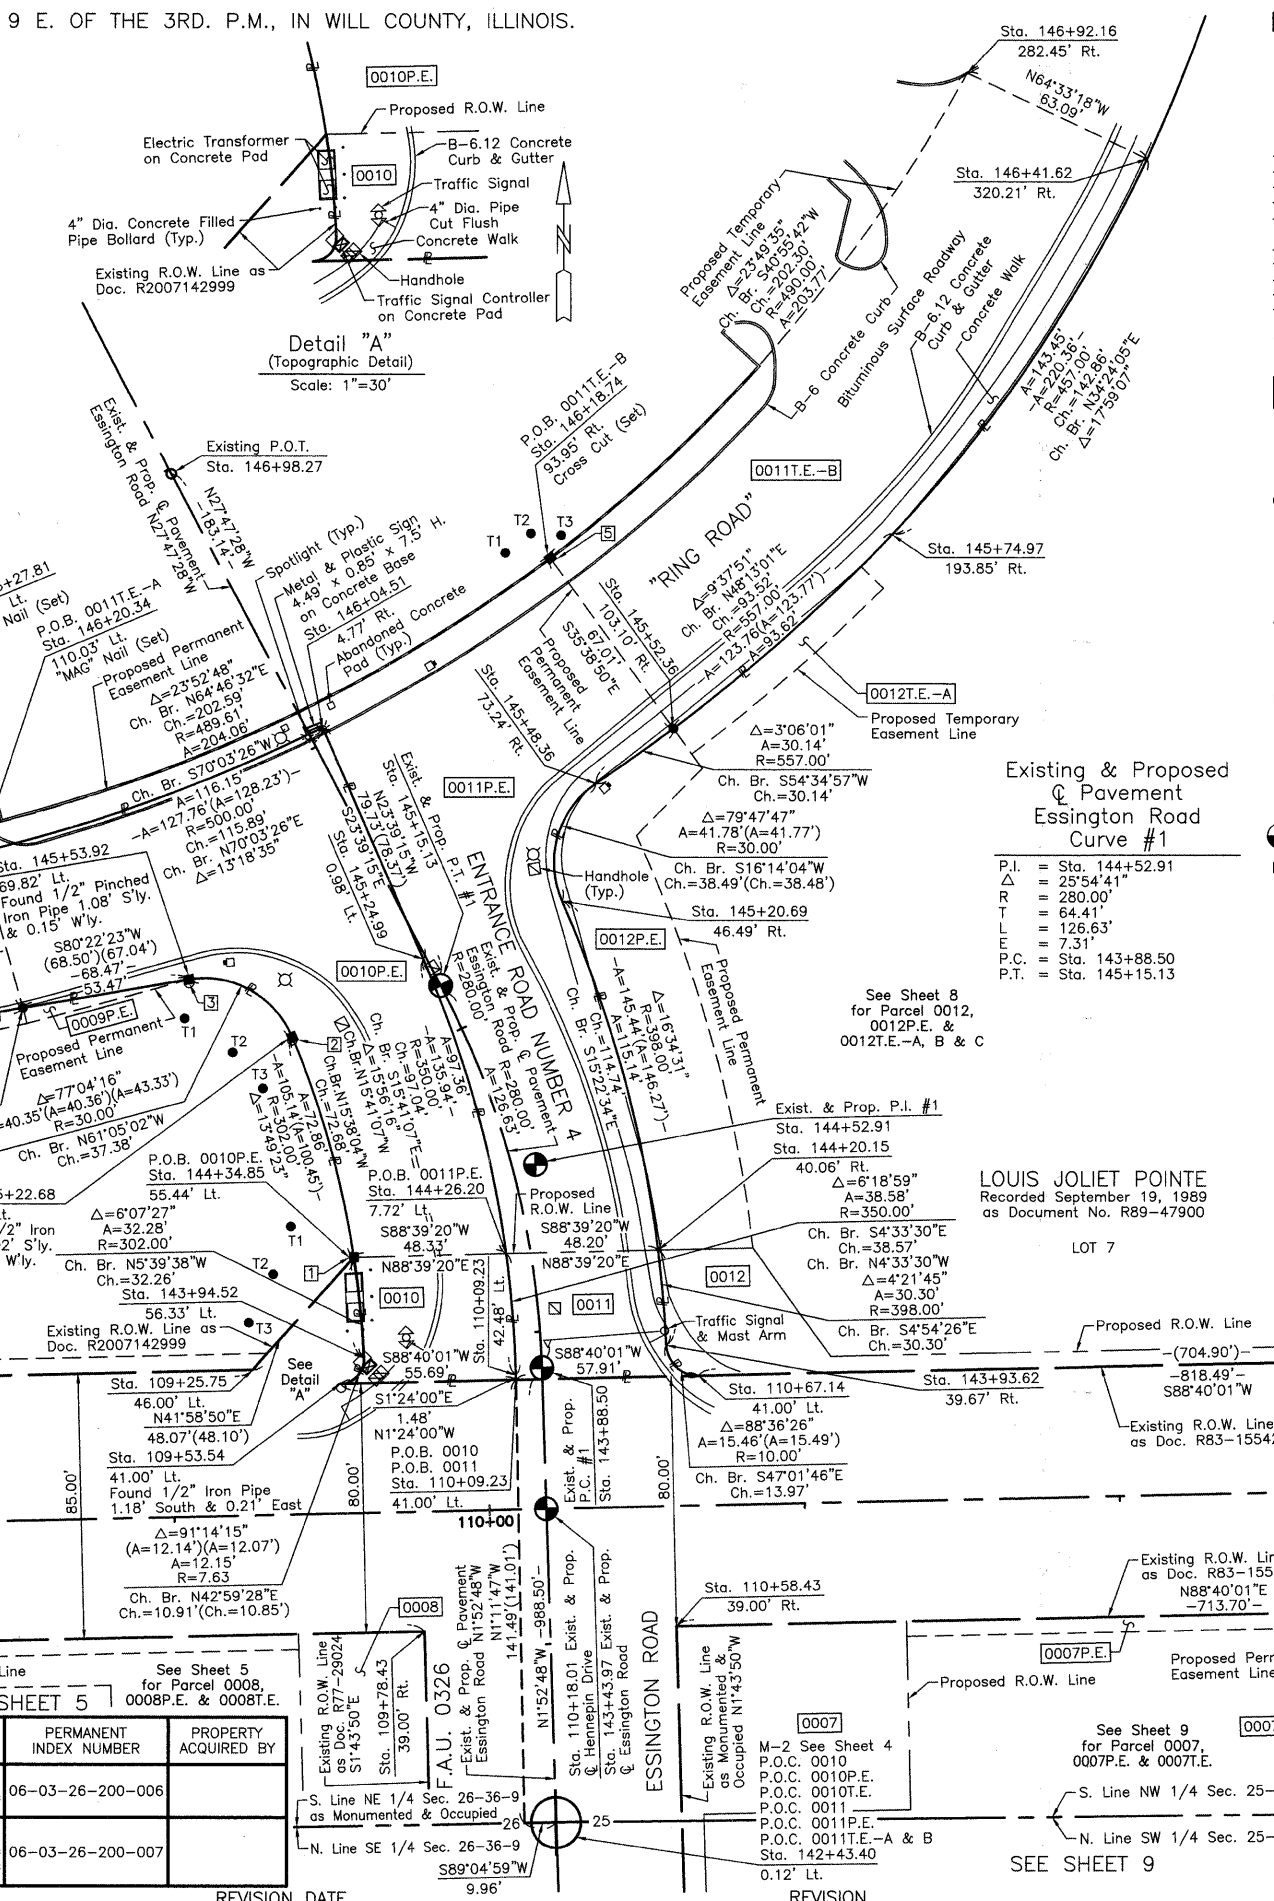 9 E. OF THE 3RD. P.M., IN WILL COUNTY, ILLINOIS.
0010P.E.
Proposed R.O.W. Line
Electric Transformer
on Concrete Pad
B-6.12 Concrete
Curb & Gutter
0010
Traffic Signal
4" Dia. Pipe
Cut Flush
4" Dia. Concrete Filled
Pipe Bollard (Typ.)
Concrete Walk
Existing R.O.W. Line as
Doc. R2007142999
Handhole
Traffic Signal Controller
on Concrete Pad
N
Detail "A"
(Topographic Detail)
Scale: 1"=30'
Sta. 146+92.16
282.45' Rt.
N64°33'18"W
63.09'
Sta. 146+41.62
320.21' Rt.
Proposed Temporary
Easement Line
Δ=23°49'35"
Ch. Br. S40°55'42"W
Ch.=202.30'
R=490.00'
A=203.77'
B-6 Concrete Curb
Bituminous Surface Roadway
B-6.12 Concrete
Curb & Gutter
Concrete Walk
A=143.45'
-A=220.36'-
R=457.00'
Ch.=142.86'
Ch. Br. N34°24'05"E
Δ=17°59'07"
P.O.B. 0011T.E.-B
Sta. 146+18.74
93.95' Rt.
Cross Cut (Set)
Exist. & Prop. ℄ Pavement
Essington Road N27°47'28"W
Existing P.O.T.
Sta. 146+98.27
N27°47'28"W
-183.14'-
T1
T2
T3
5
0011T.E.-B
"RING ROAD"
Sta. 145+74.97
193.85' Rt.
Spotlight (Typ.)
Metal & Plastic Sign
4.49' x 0.85' x 7.5' H.
on Concrete Base
Sta. 146+04.51
4.77' Rt.
Abandoned Concrete
Pad (Typ.)
+27.81
Lt.
Nail (Set)
P.O.B. 0011T.E.-A
Sta. 146+20.34
110.03' Lt.
"MAG" Nail (Set)
Proposed Permanent
Easement Line
Δ=23°52'48"
Ch. Br. N64°46'32"E
Ch.=202.59'
R=489.61'
A=204.06'
Ch. Br. S70°03'26"W
A=116.15'
-A=127.76'(A=128.23')-
R=500.00'
Ch.=115.89'
Ch. Br. N70°03'26"E
Δ=13°18'35"
Δ=9°37'51"
Ch. Br. N48°13'01"E
Ch.=93.52'
R=557.00'
A=123.76(A=123.77')
A=93.62'
Sta. 145+52.36
103.10' Rt.
67.01'
S35°38'50"E
Proposed
Permanent
Easement Line
Sta. 145+48.36
73.24' Rt.
0012T.E.-A
Proposed Temporary
Easement Line
Δ=3°06'01"
A=30.14'
R=557.00'
Ch. Br. S54°34'57"W
Ch.=30.14'
Δ=79°47'47"
A=41.78'(A=41.77')
R=30.00'
Ch. Br. S16°14'04"W
Ch.=38.49'(Ch.=38.48')
Sta. 145+20.69
46.49' Rt.
Existing & Proposed
℄ Pavement
Essington Road
Curve #1
P.I. = Sta. 144+52.91
Δ = 25°54'41"
R = 280.00'
T = 64.41'
L = 126.63'
E = 7.31'
P.C. = Sta. 143+88.50
P.T. = Sta. 145+15.13
Exist. & Prop. P.T. #1
Sta. 145+15.13
N23°39'15"W
79.73'(78.57')
S23°39'15"E
Sta. 145+24.99
0.98' Lt.
0011P.E.
Handhole
(Typ.)
0012P.E.
0010P.E.
Sta. 145+53.92
69.82' Lt.
Found 1/2" Pinched
Iron Pipe 1.08' S'ly.
& 0.15' W'ly.
S80°22'23"W
(68.50')(67.04')
-68.47'-
53.47'
3
0009P.E.
Proposed Permanent
Easement Line
T1
T2
T3
2
ENTRANCE ROAD NUMBER 4
Exist. & Prop. ℄ Pavement
Essington Road R=280.00'
R=280.00'
A=126.63'
A=97.36'
-A=135.94'-
R=350.00'
Ch.=97.04'
Ch. Br. S15°41'07"E
Δ=15°56'16"
Ch.Br.N15°41'07"W
Ch.Br.N15°38'04"W
Ch.=72.68'
A=72.86'
-A=105.14'(A=100.45')-
R=302.00'
Δ=13°49'23"
Δ=77°04'16"
=40.35'(A=40.36')(A=43.33')
R=30.00'
Ch. Br. N61°05'02"W
Ch.=37.38'
Δ=16°34'31"
R=398.00'
A=115.14'
-A=145.44'(A=146.27')-
Ch.=114.74'
Ch. Br. S15°22'34"E
Proposed Permanent
Easement Line
See Sheet 8
for Parcel 0012,
0012P.E. &
0012T.E.-A, B & C
Exist. & Prop. P.I. #1
Sta. 144+52.91
Sta. 144+20.15
40.06' Rt.
Δ=6°18'59"
A=38.58'
R=350.00'
Ch. Br. S4°33'30"E
Ch.=38.57'
Ch. Br. N4°33'30"W
Δ=4°21'45"
A=30.30'
R=398.00'
Ch. Br. S4°54'26"E
Ch.=30.30'
LOUIS JOLIET POINTE
Recorded September 19, 1989
as Document No. R89-47900
LOT 7
P.O.B. 0010P.E.
Sta. 144+34.85
55.44' Lt.
+22.68
Lt.
/2" Iron
2' S'ly.
W'ly.
Δ=6°07'27"
A=32.28'
R=302.00'
Ch. Br. N5°39'38"W
Ch.=32.26'
Sta. 143+94.52
56.33' Lt.
Existing R.O.W. Line as
Doc. R2007142999
T1
T2
T3
1
P.O.B. 0011P.E.
Sta. 144+26.20
7.72' Lt.
S88°39'20"W
48.33'
N88°39'20"E
Proposed
R.O.W. Line
S88°39'20"W
48.20'
N88°39'20"E
0010
0011
0012
Sta. 110+09.23
42.48' Lt.
Traffic Signal
& Mast Arm
See
Detail
"A"
S88°40'01"W
55.69'
S88°40'01"W
57.91'
Proposed R.O.W. Line
-(704.90')-
-818.49'-
S88°40'01"W
Existing R.O.W. Line
as Doc. R83-1554
Sta. 143+93.62
39.67' Rt.
Sta. 110+67.14
41.00' Lt.
Δ=88°36'26"
A=15.46'(A=15.49')
R=10.00'
Ch. Br. S47°01'46"E
Ch.=13.97'
Sta. 109+25.75
46.00' Lt.
N41°58'50"E
48.07'(48.10')
Sta. 109+53.54
41.00' Lt.
Found 1/2" Iron Pipe
1.18' South & 0.21' East
Δ=91°14'15"
(A=12.14')(A=12.07')
A=12.15'
R=7.63
Ch. Br. N42°59'28"E
Ch.=10.91'(Ch.=10.85')
S1°24'00"E
1.48'
N1°24'00"W
P.O.B. 0010
P.O.B. 0011
Sta. 110+09.23
41.00' Lt.
Exist. & Prop.
P.C. #1
Sta. 143+88.50
85.00'
80.00'
80.00'
110+00
Sta. 110+58.43
39.00' Rt.
Existing R.O.W. Lin
as Doc. R83-155
N88°40'01"E
-713.70'-
0007P.E.
Proposed Perr
Easement Line
Proposed R.O.W. Line
Line
SHEET 5
See Sheet 5
for Parcel 0008,
0008P.E. & 0008T.E.
0008
Existing R.O.W. Line
as Doc. R77-29024
S1°43'50"E
Sta. 109+78.43
39.00' Rt.
F.A.U. 0326
Exist. & Prop. ℄ Pavement
Essington Road N1°52'48"W
N1°11'47"W
141.49'(141.01')
N1°52'48"W -988.50'-
Sta. 110+18.01 Exist. & Prop.
℄ Hennepin Drive
Sta. 143+43.97 Exist. & Prop.
℄ Essington Road
ESSINGTON ROAD
Existing R.O.W. Line
as Monumented &
Occupied N1°43'50"W
0007
M-2 See Sheet 4
P.O.C. 0010
P.O.C. 0010P.E.
P.O.C. 0010T.E.
P.O.C. 0011
P.O.C. 0011P.E.
P.O.C. 0011T.E.-A & B
Sta. 142+43.40
0.12' Lt.
See Sheet 9
for Parcel 0007,
0007P.E. & 0007T.E.
0007
S. Line NW 1/4 Sec. 25-
N. Line SW 1/4 Sec. 25-
SEE SHEET 9
PERMANENT
INDEX NUMBER
PROPERTY
ACQUIRED BY
06-03-26-200-006
06-03-26-200-007
S. Line NE 1/4 Sec. 26-36-9
as Monumented & Occupied
N. Line SE 1/4 Sec. 26-36-9
26
25
S89°04'59"W
9.96'
REVISION DATE
REVISION